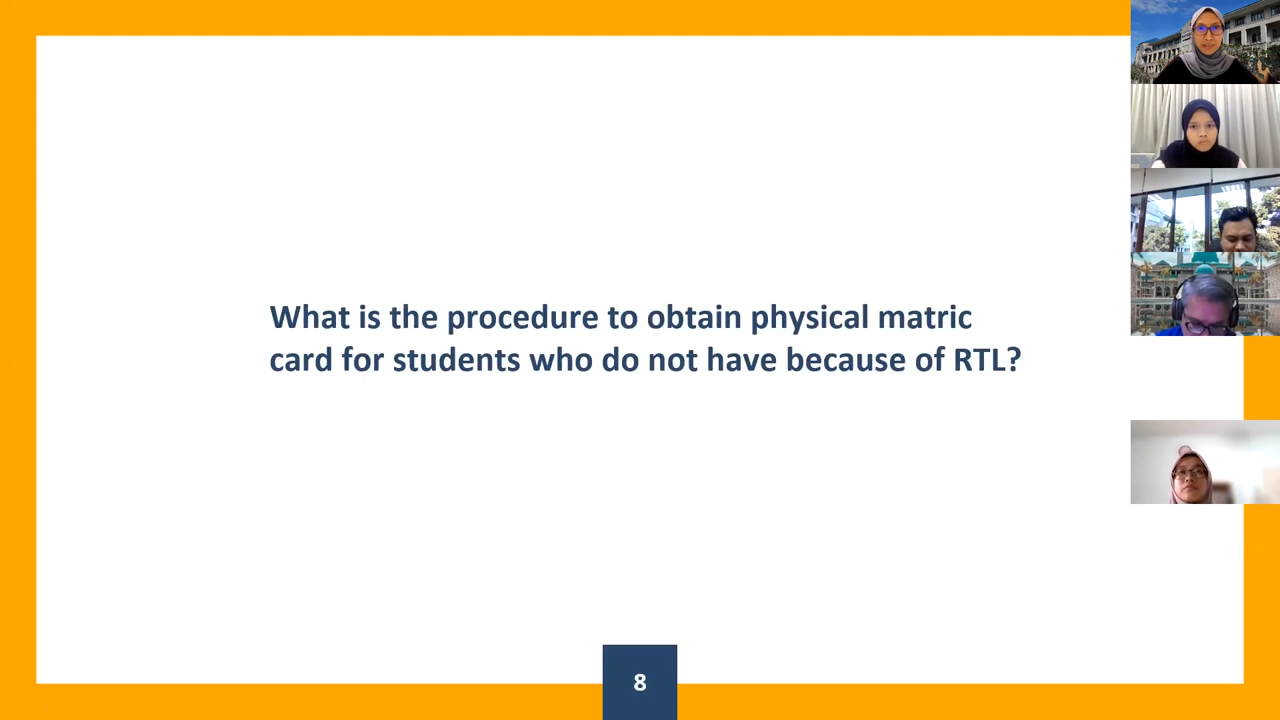 What is the procedure to obtain physical matric
card for students who do not have because of RTL?
8